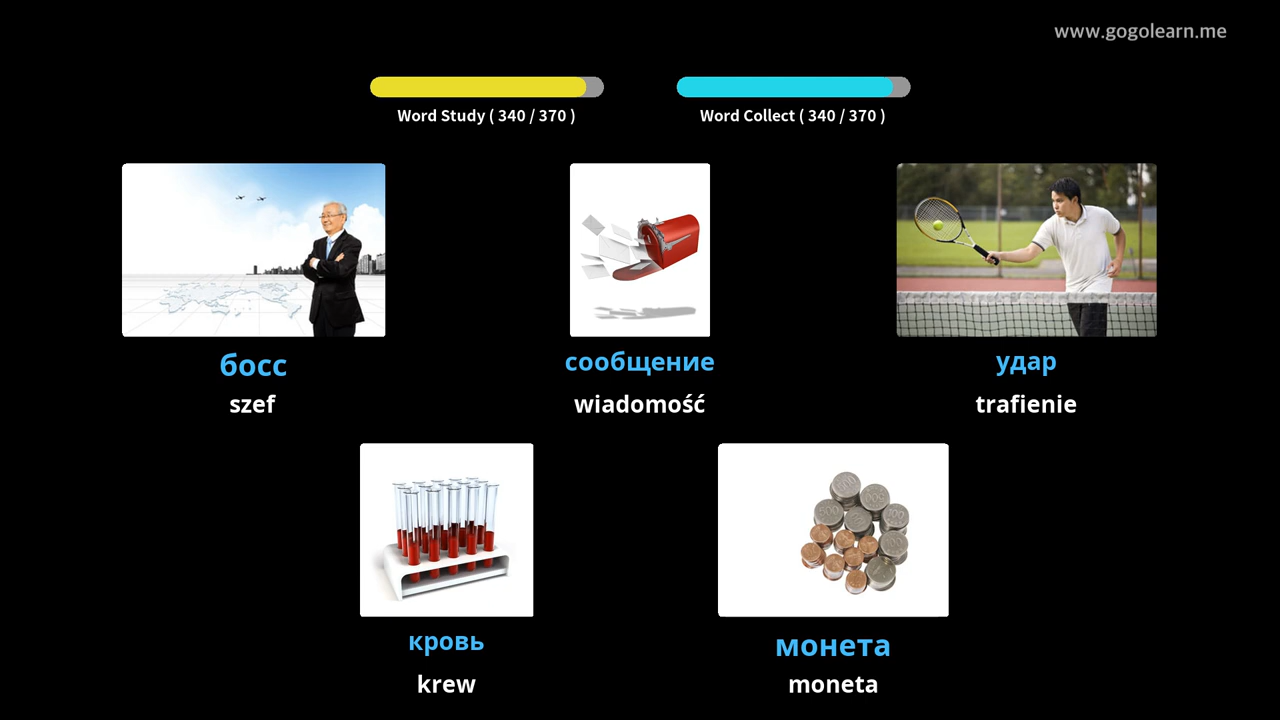 www.gogolearn.me
Word Study ( 340 / 370 )
Word Collect ( 340 / 370 )
босс
szef
сообщение
wiadomość
удар
trafienie
кровь
krew
монета
moneta